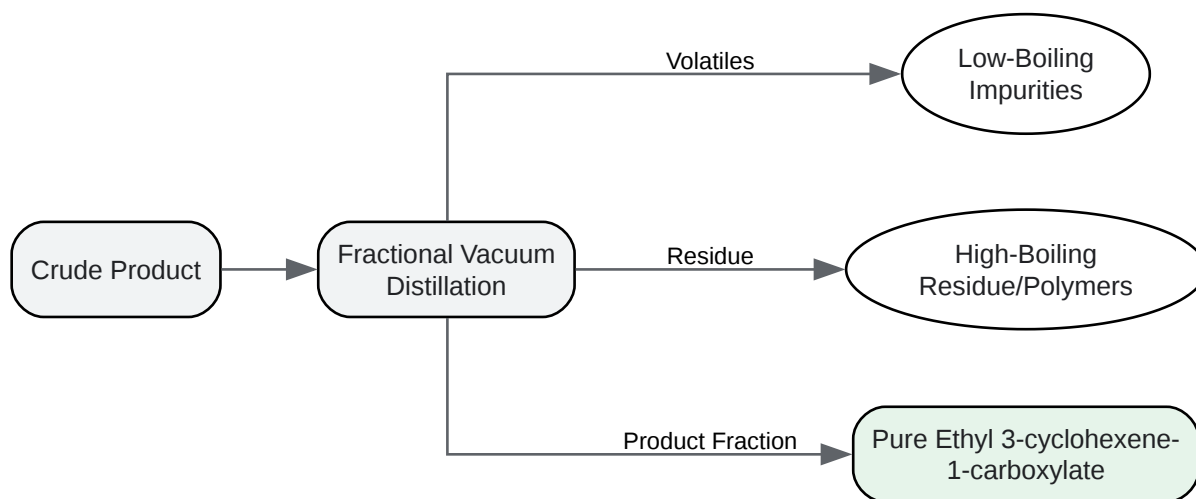 Volatiles
Low-Boiling
Impurities
Crude Product
Fractional Vacuum
Distillation
Residue
High-Boiling
Residue/Polymers
Product Fraction
Pure Ethyl 3-cyclohexene-
1-carboxylate